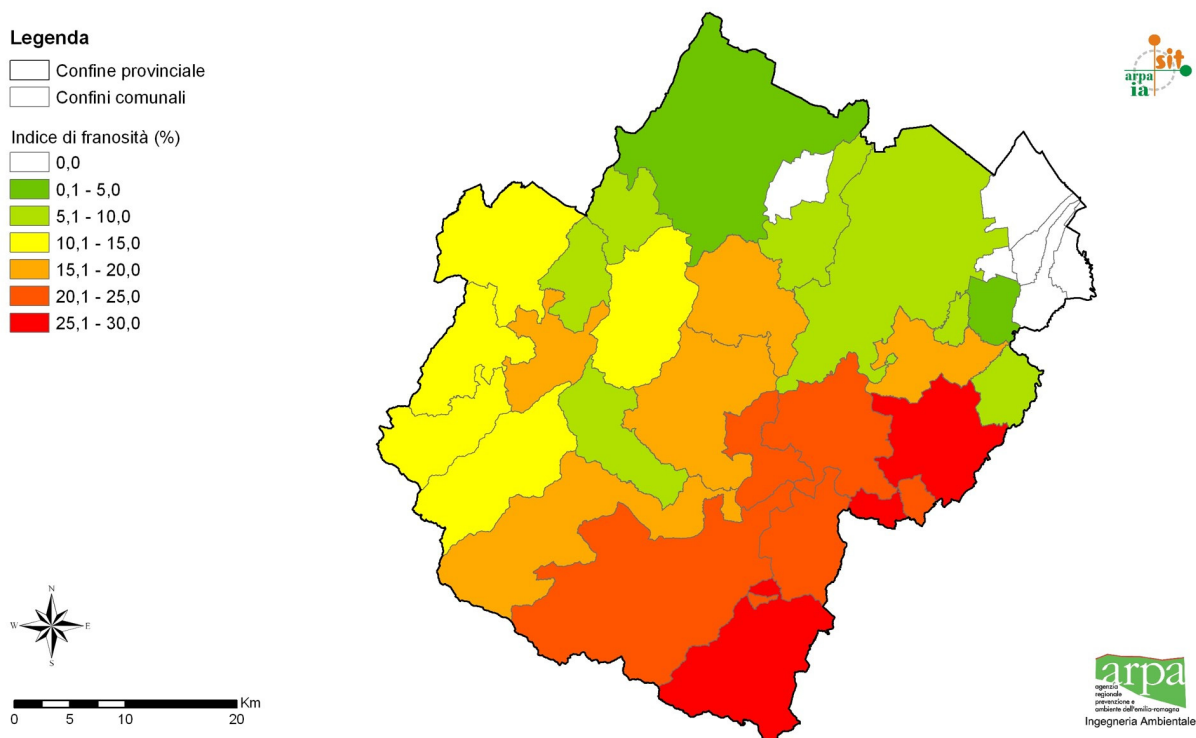 Legenda
Confine provinciale
Confini comunali
Indice di franosità (%)
0,0
0,1 - 5,0
5,1 - 10,0
10,1 - 15,0
15,1 - 20,0
20,1 - 25,0
25,1 - 30,0
sit
arpa
ia
N
W E
S
Km
0 5 10 20
arpa
agenzia
regionale
prevenzione e
ambiente dell'emilia-romagna
Ingegneria Ambientale